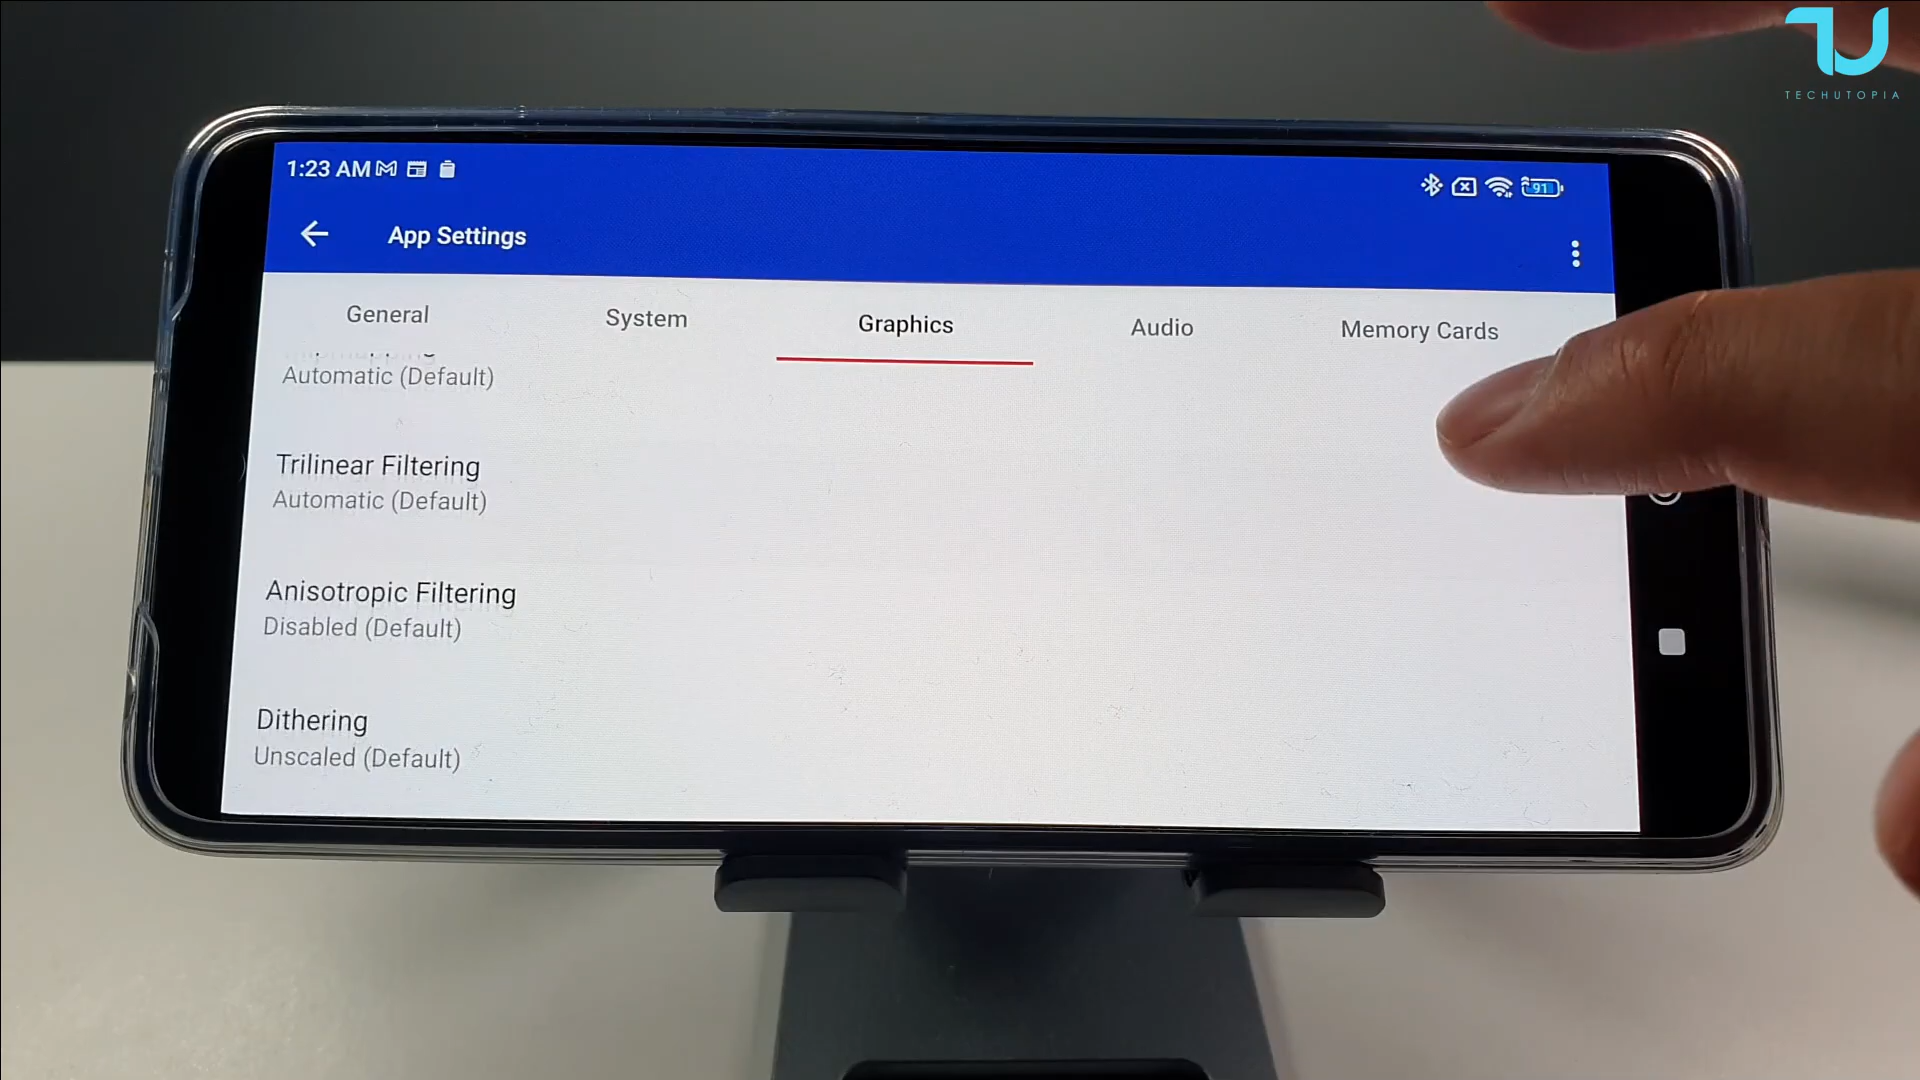 TECHUTOPIA
1:23 AM
91
App Settings
General
System
Graphics
Audio
Memory Cards
Automatic (Default)
Trilinear Filtering
Automatic (Default)
Anisotropic Filtering
Disabled (Default)
Dithering
Unscaled (Default)